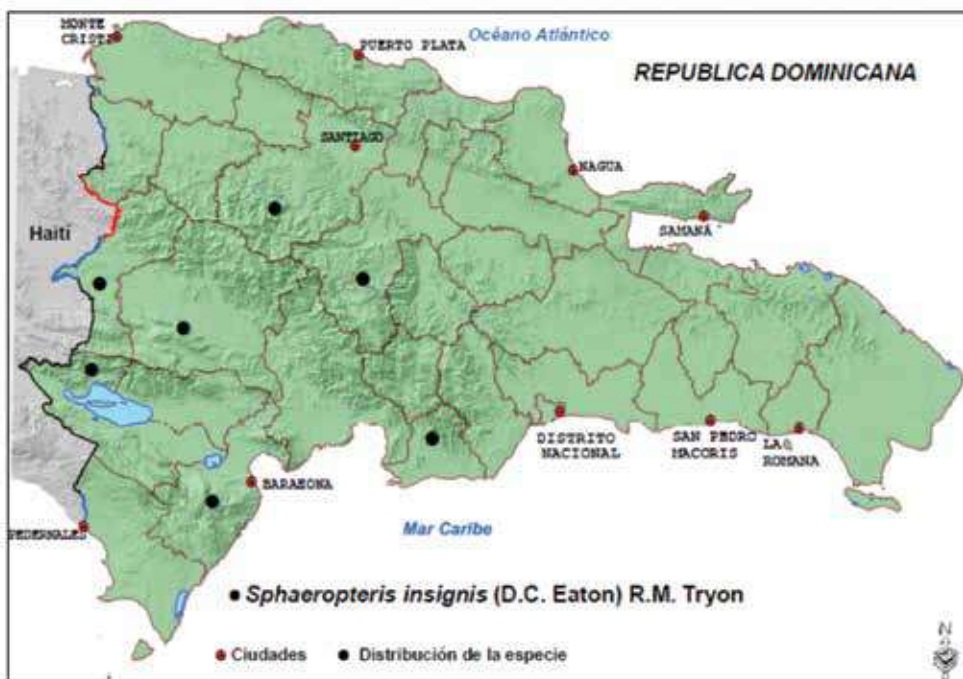 MONTE
CRISTI
PUERTO PLATA
Océano Atlántico
REPUBLICA DOMINICANA
SANTIAGO
NAGUA
SAMANÁ
Haití
DISTRITO
NACIONAL
SAN PEDRO
MACORIS
LA
ROMANA
BARAHONA
PEDERNALES
Mar Caribe
Sphaeropteris insignis (D.C. Eaton) R.M. Tryon
Ciudades
Distribución de la especie
N